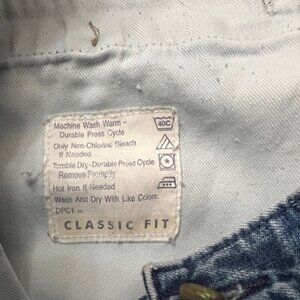 Machine Wash Warm -
Durable Press Cycle
40C
Only Non-Chlorine Bleach
If Needed
Tumble Dry-Durable Press Cycle
Remove Promptly
Hot Iron If Needed
Wash And Dry With Like Colors.
DPC1
CLASSIC FIT